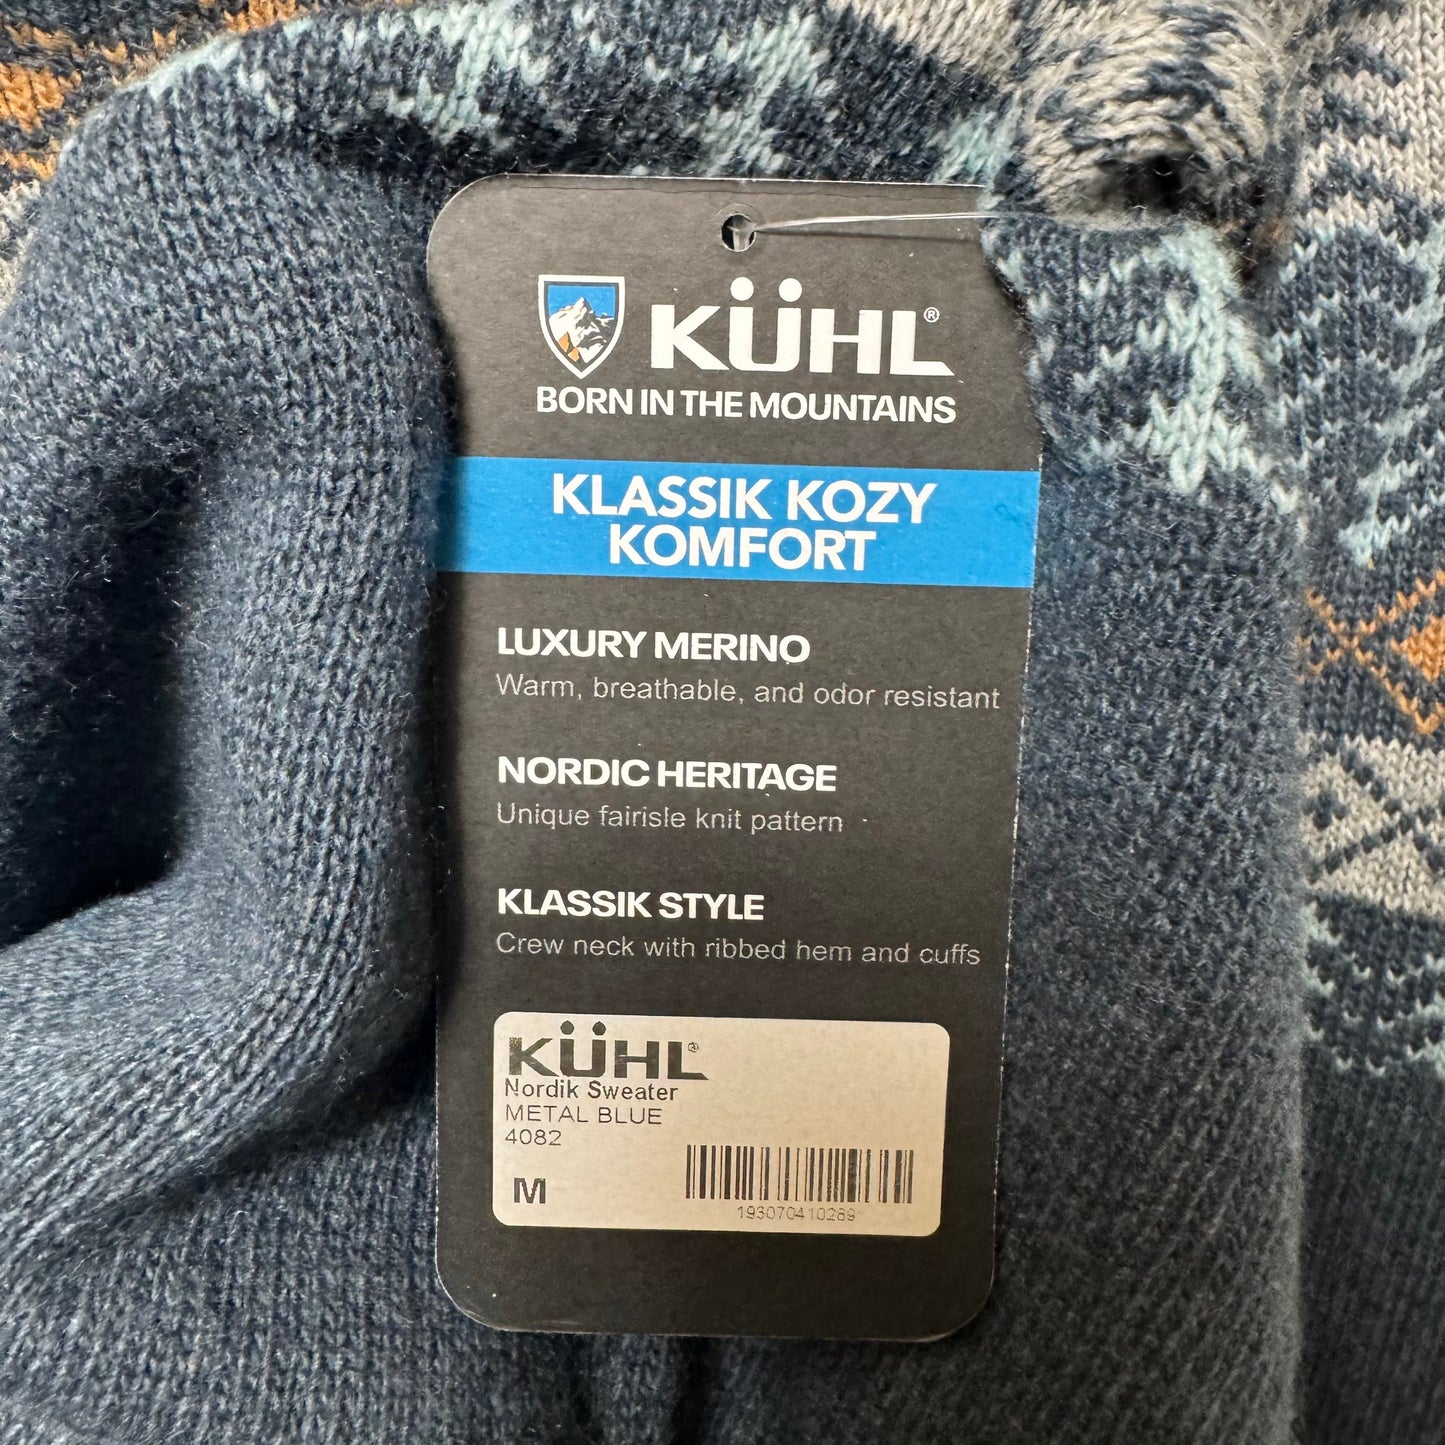 KÜHL®
BORN IN THE MOUNTAINS
KLASSIK KOZY
KOMFORT
LUXURY MERINO
Warm, breathable, and odor resistant
NORDIC HERITAGE
Unique fairisle knit pattern
KLASSIK STYLE
Crew neck with ribbed hem and cuffs
KÜHL®
Nordik Sweater
METAL BLUE
4082
M
193070410289